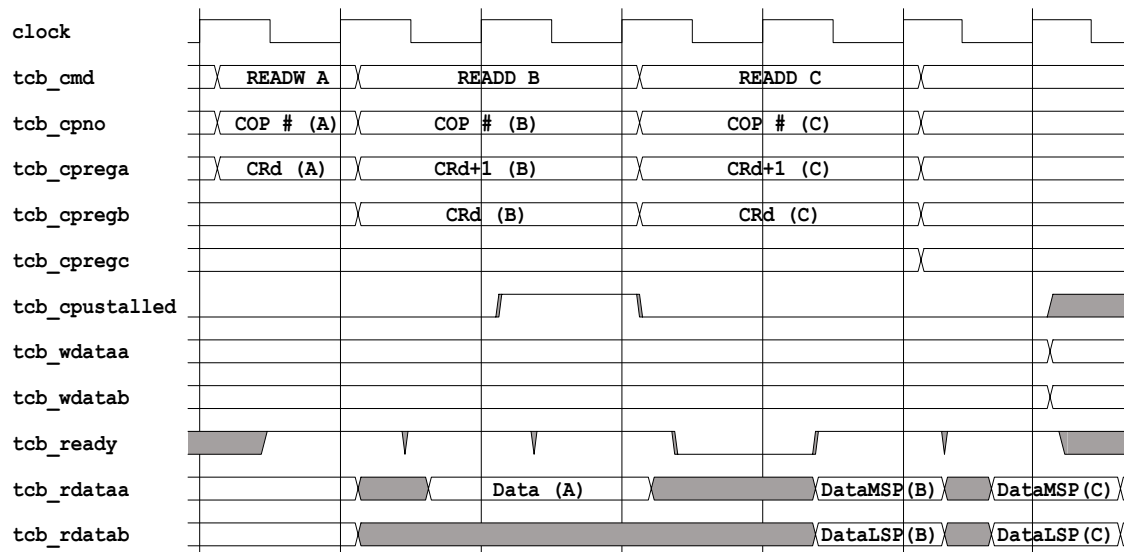 clock
tcb_cmd READW A READD B READD C
tcb_cpno COP # (A) COP # (B) COP # (C)
tcb_cprega CRd (A) CRd+1 (B) CRd+1 (C)
tcb_cpregb CRd (B) CRd (C)
tcb_cpregc
tcb_cpustalled
tcb_wdataa
tcb_wdatab
tcb_ready
tcb_rdataa Data (A) DataMSP(B) DataMSP(C)
tcb_rdatab DataLSP(B) DataLSP(C)